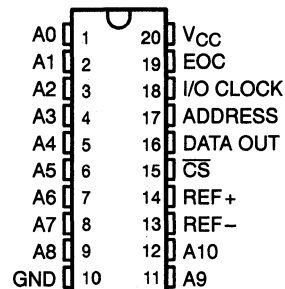 A0 1 20 VCC
A1 2 19 EOC
A2 3 18 I/O CLOCK
A3 4 17 ADDRESS
A4 5 16 DATA OUT
A5 6 15 C̅S̅
A6 7 14 REF+
A7 8 13 REF−
A8 9 12 A10
GND 10 11 A9